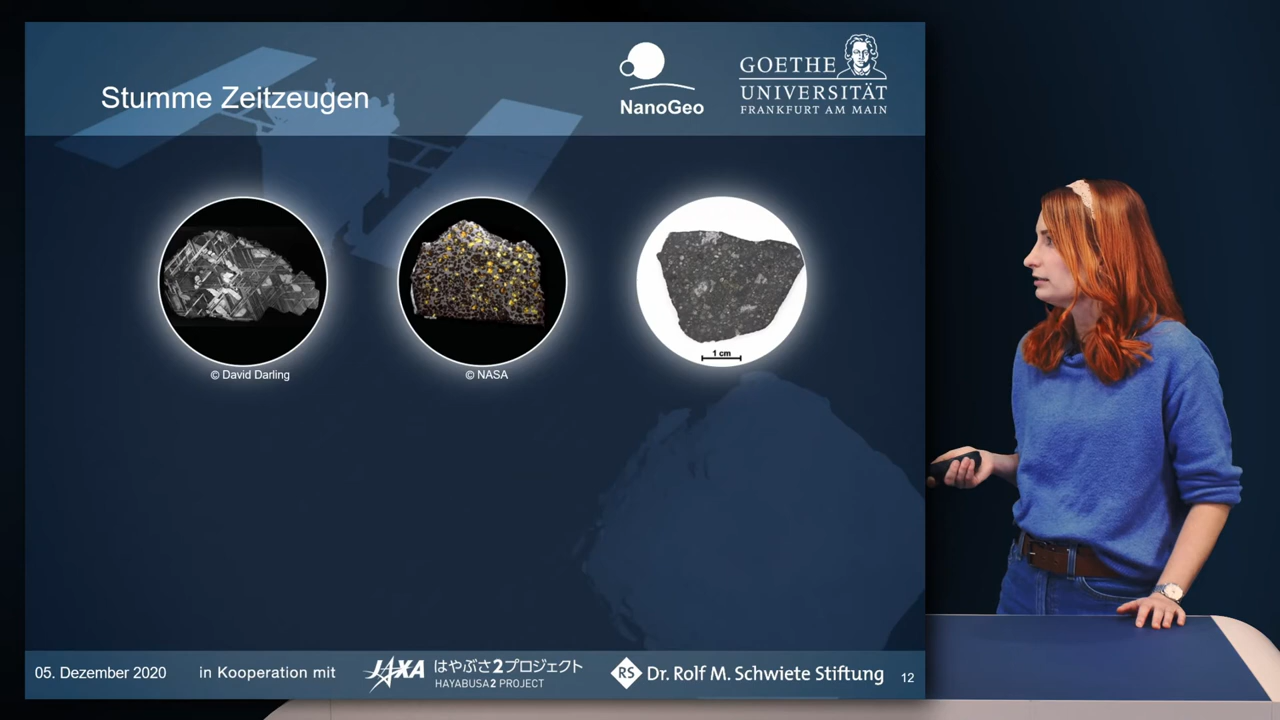 Stumme Zeitzeugen
NanoGeo
GOETHE
UNIVERSITÄT
FRANKFURT AM MAIN
1 cm
© David Darling
© NASA
05. Dezember 2020
in Kooperation mit
JAXA
はやぶさ2プロジェクト
HAYABUSA2 PROJECT
RS
Dr. Rolf M. Schwiete Stiftung
12